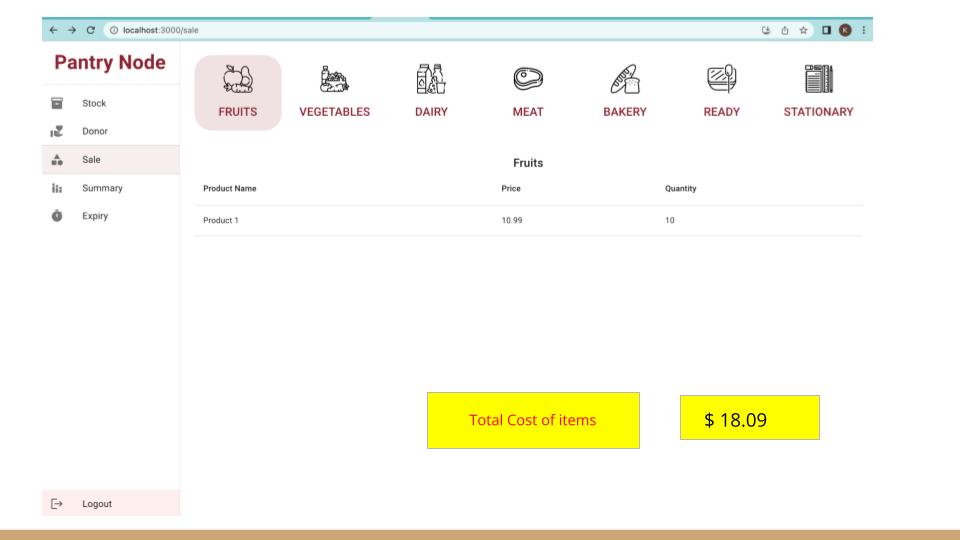 localhost:3000/sale
K
Pantry Node
Stock
Donor
Sale
Summary
Expiry
Logout
FRUITS VEGETABLES DAIRY MEAT BAKERY READY STATIONARY
Fruits
Product Name Price Quantity
Product 1 10.99 10
Total Cost of items $ 18.09